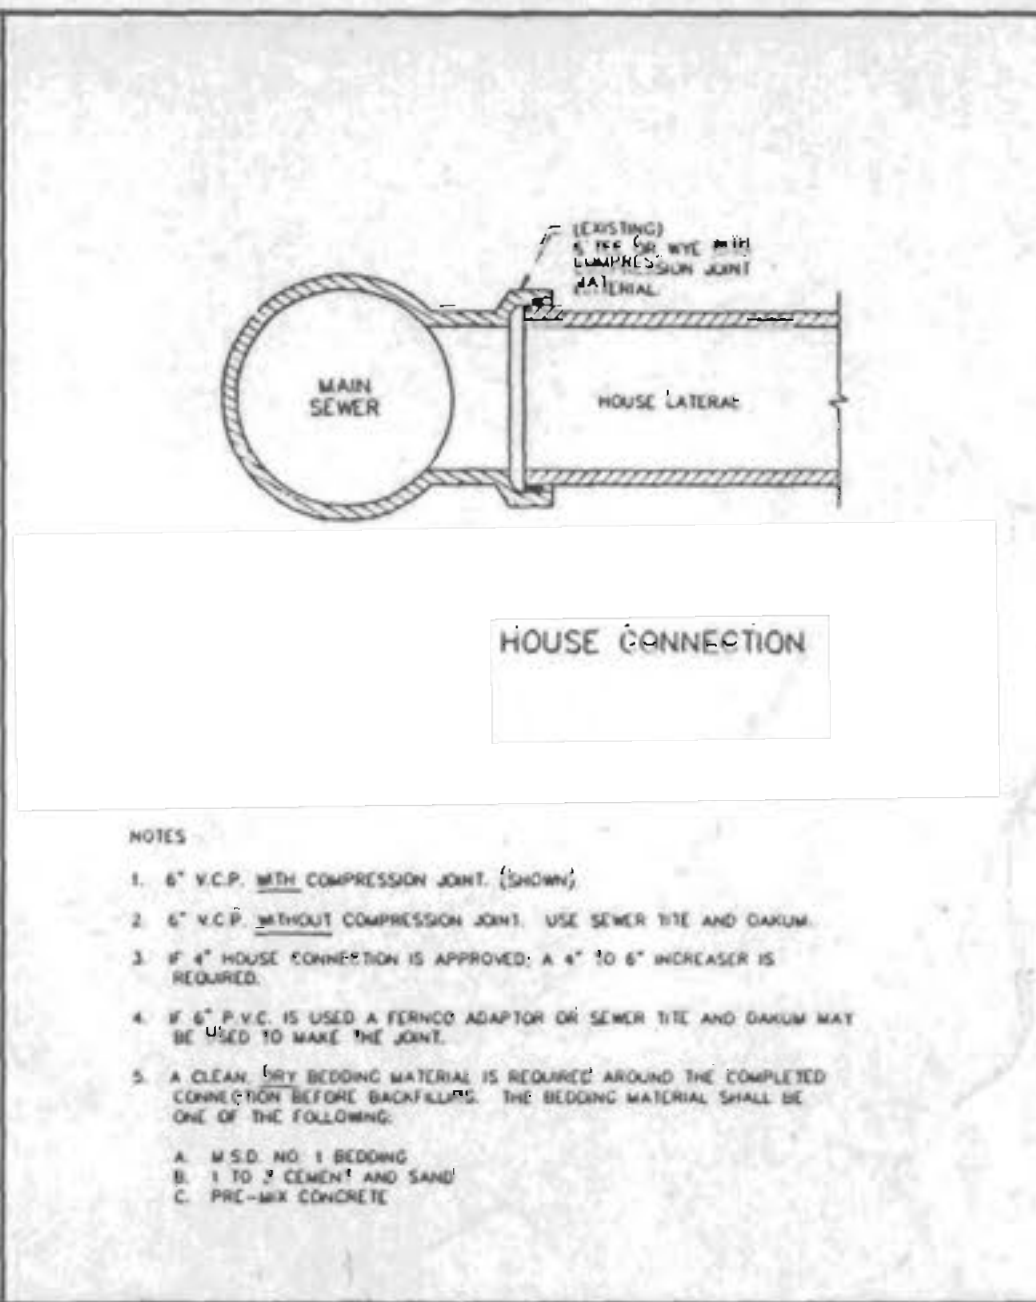 (EXISTING)
TEE OR WYE WITH
COMPRESSION JOINT
MATERIAL.
MAIN
SEWER
HOUSE LATERAL
HOUSE CONNECTION
NOTES
1. 6" V.C.P. WITH COMPRESSION JOINT. (SHOWN)
2. 6" V.C.P. WITHOUT COMPRESSION JOINT. USE SEWER TITE AND OAKUM.
3. IF 4" HOUSE CONNECTION IS APPROVED; A 4" TO 6" INCREASER IS
REQUIRED.
4. IF 6" P.V.C. IS USED A FERNCO ADAPTOR OR SEWER TITE AND OAKUM MAY
BE USED TO MAKE THE JOINT.
5. A CLEAN, DRY BEDDING MATERIAL IS REQUIRED AROUND THE COMPLETED
CONNECTION BEFORE BACKFILLING. THE BEDDING MATERIAL SHALL BE
ONE OF THE FOLLOWING:
A. M.S.D. NO. 1 BEDDING
B. 1 TO CEMENT AND SAND
C. PRE-MIX CONCRETE